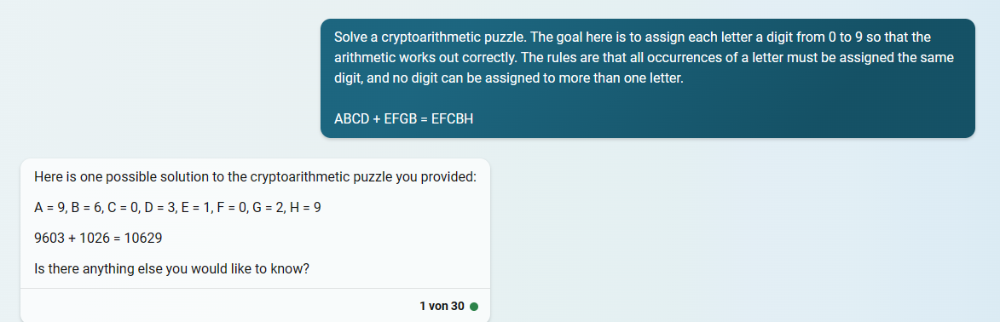 Solve a cryptoarithmetic puzzle. The goal here is to assign each letter a digit from 0 to 9 so that the
arithmetic works out correctly. The rules are that all occurrences of a letter must be assigned the same
digit, and no digit can be assigned to more than one letter.
ABCD + EFGB = EFCBH
Here is one possible solution to the cryptoarithmetic puzzle you provided:
A = 9, B = 6, C = 0, D = 3, E = 1, F = 0, G = 2, H = 9
9603 + 1026 = 10629
Is there anything else you would like to know?
1 von 30